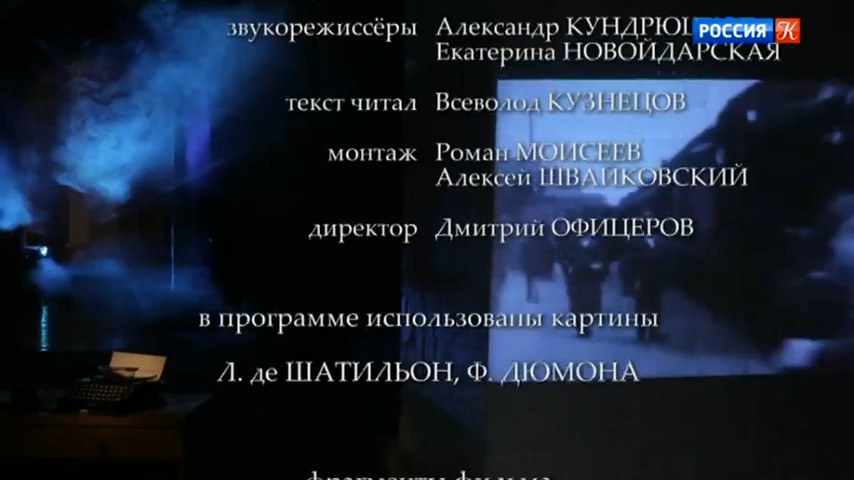 звукорежиссёры Александр
РОССИЯ К
Екатерина НОВОЙДАРСКАЯ
текст читал Всеволод КУЗНЕЦОВ
монтаж Роман МОИСЕЕВ
Алексей ШВАЙКОВСКИЙ
директор Дмитрий ОФИЦЕРОВ
в программе использованы картины
Л. де ШАТИЛЬОН, Ф. ДЮМОНА